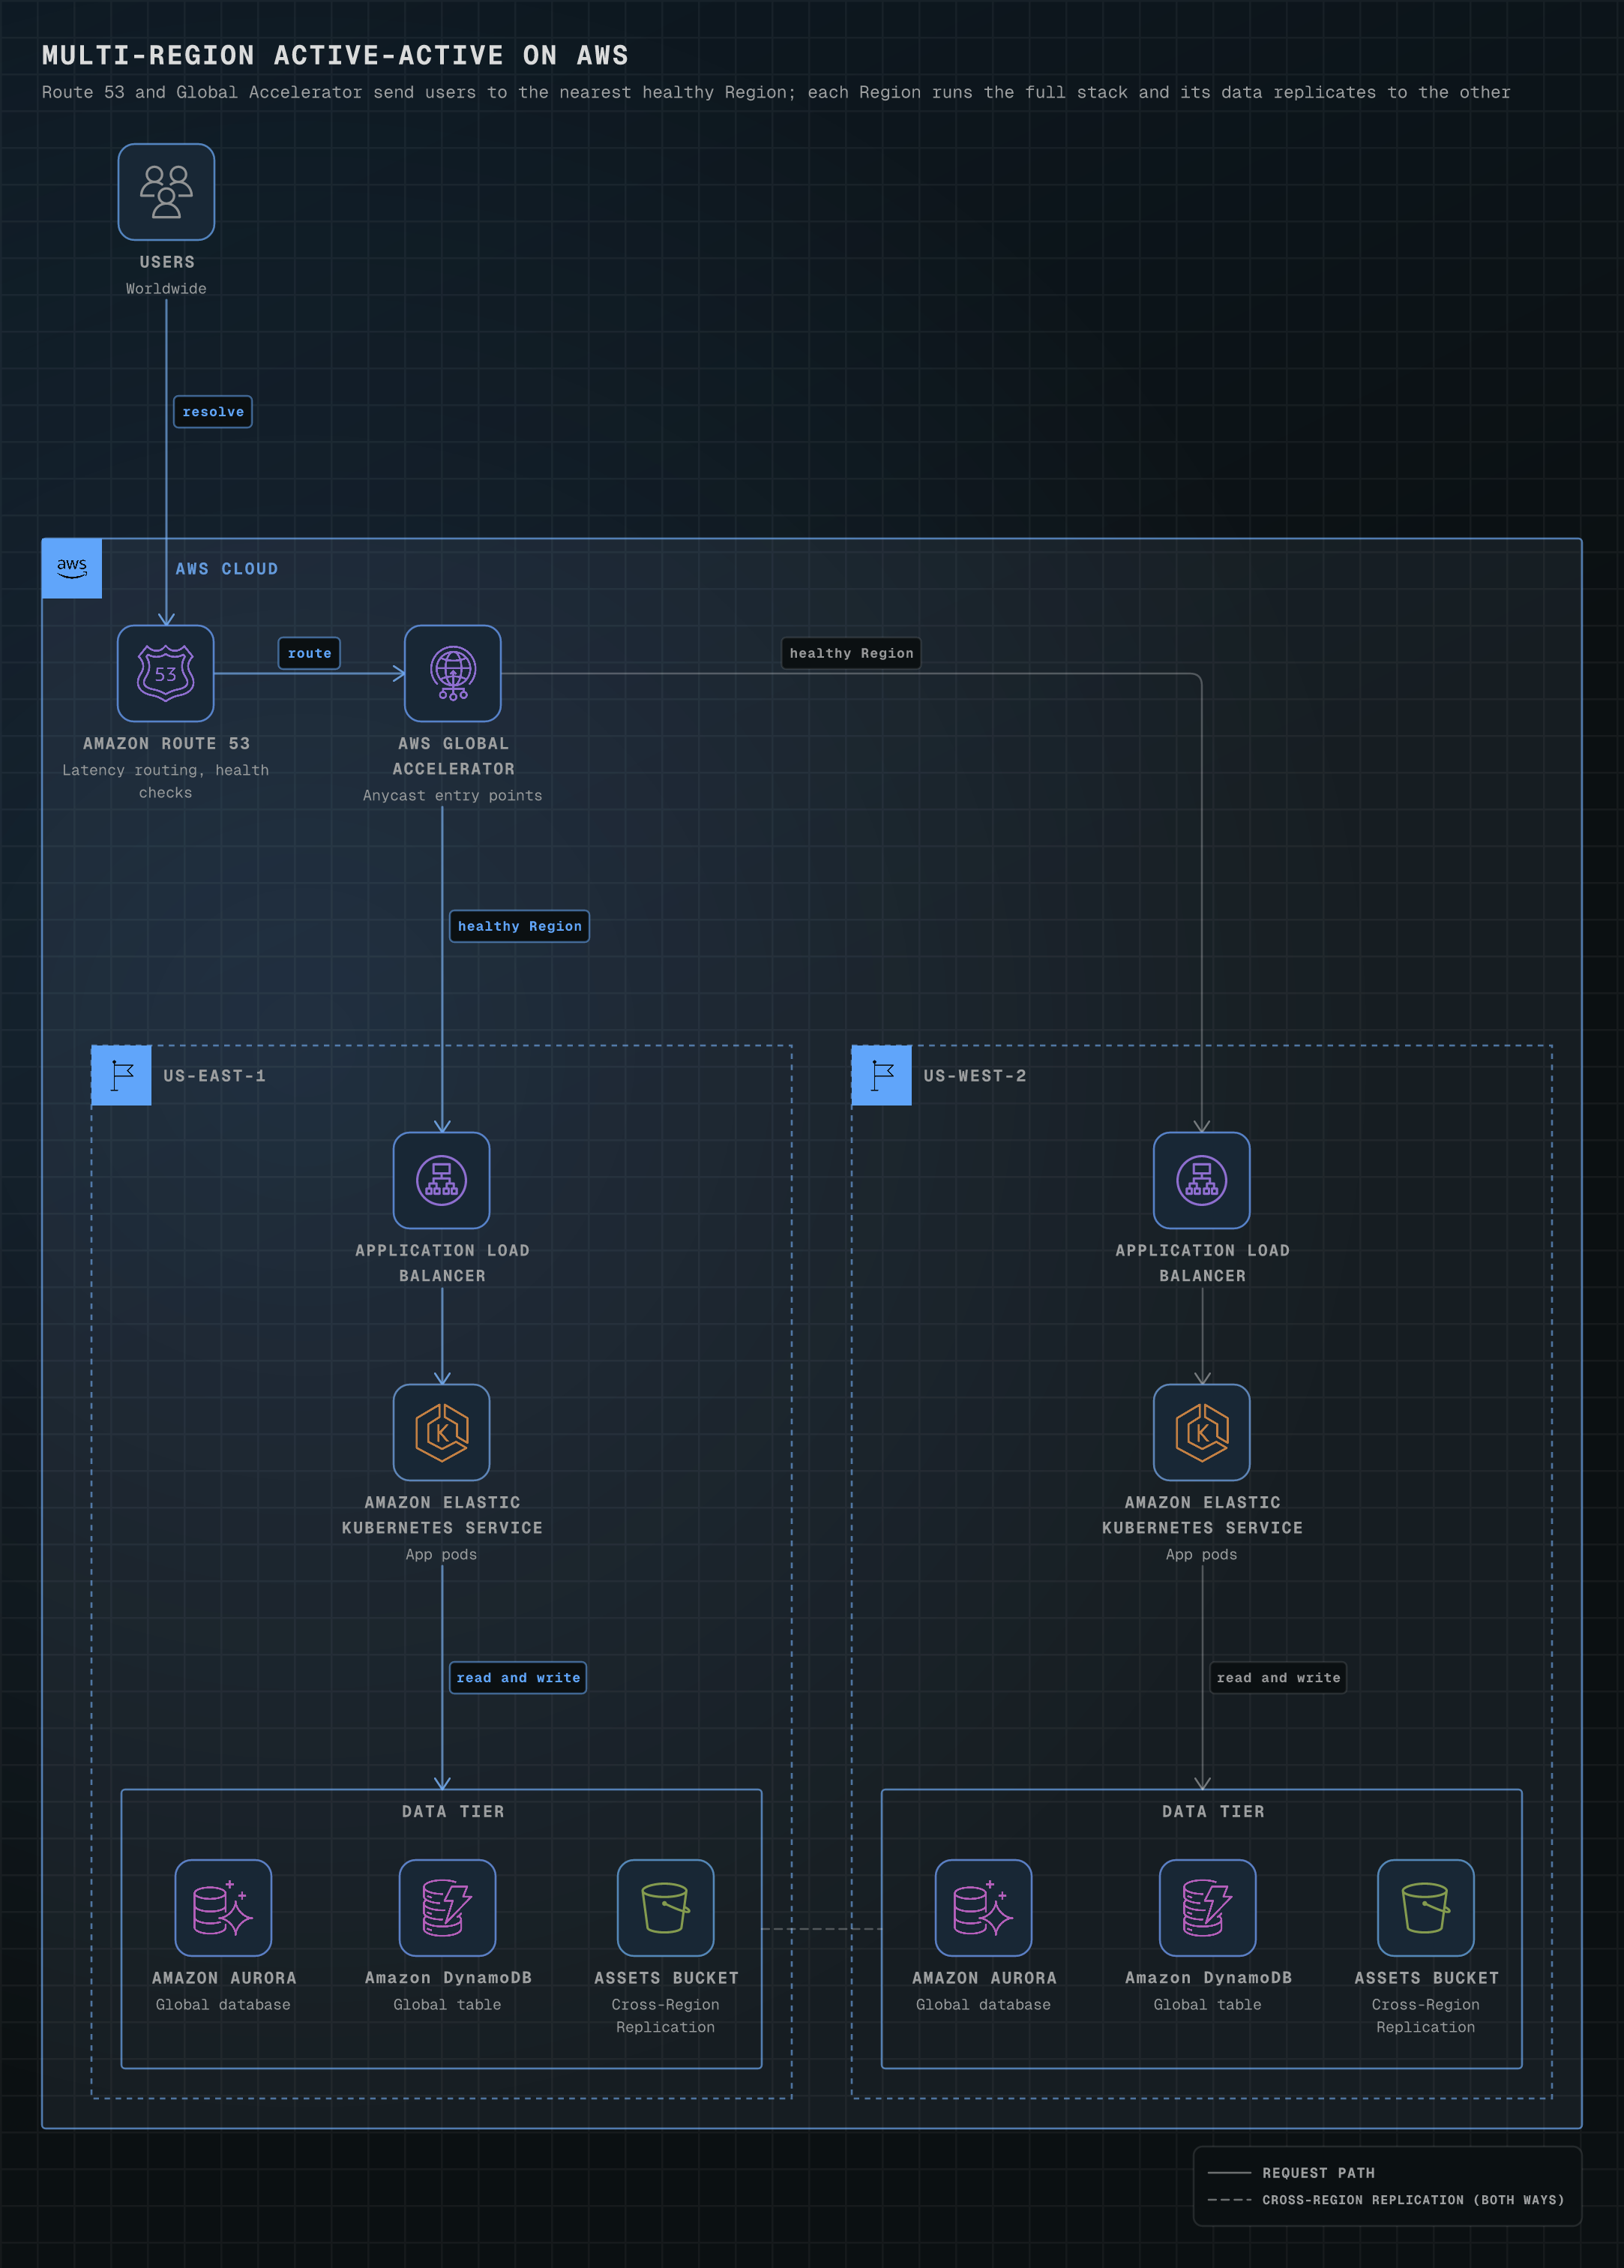 MULTI-REGION ACTIVE-ACTIVE ON AWS
Route 53 and Global Accelerator send users to the nearest healthy Region; each Region runs the full stack and its data replicates to the other
USERS
Worldwide
resolve
aws
AWS CLOUD
53
route
healthy Region
AMAZON ROUTE 53
Latency routing, health
checks
AWS GLOBAL
ACCELERATOR
Anycast entry points
healthy Region
US-EAST-1
US-WEST-2
APPLICATION LOAD
BALANCER
APPLICATION LOAD
BALANCER
K
K
AMAZON ELASTIC
KUBERNETES SERVICE
App pods
AMAZON ELASTIC
KUBERNETES SERVICE
App pods
read and write
read and write
DATA TIER
AMAZON AURORA
Global database
Amazon DynamoDB
Global table
ASSETS BUCKET
Cross-Region
Replication
DATA TIER
AMAZON AURORA
Global database
Amazon DynamoDB
Global table
ASSETS BUCKET
Cross-Region
Replication
REQUEST PATH
CROSS-REGION REPLICATION (BOTH WAYS)